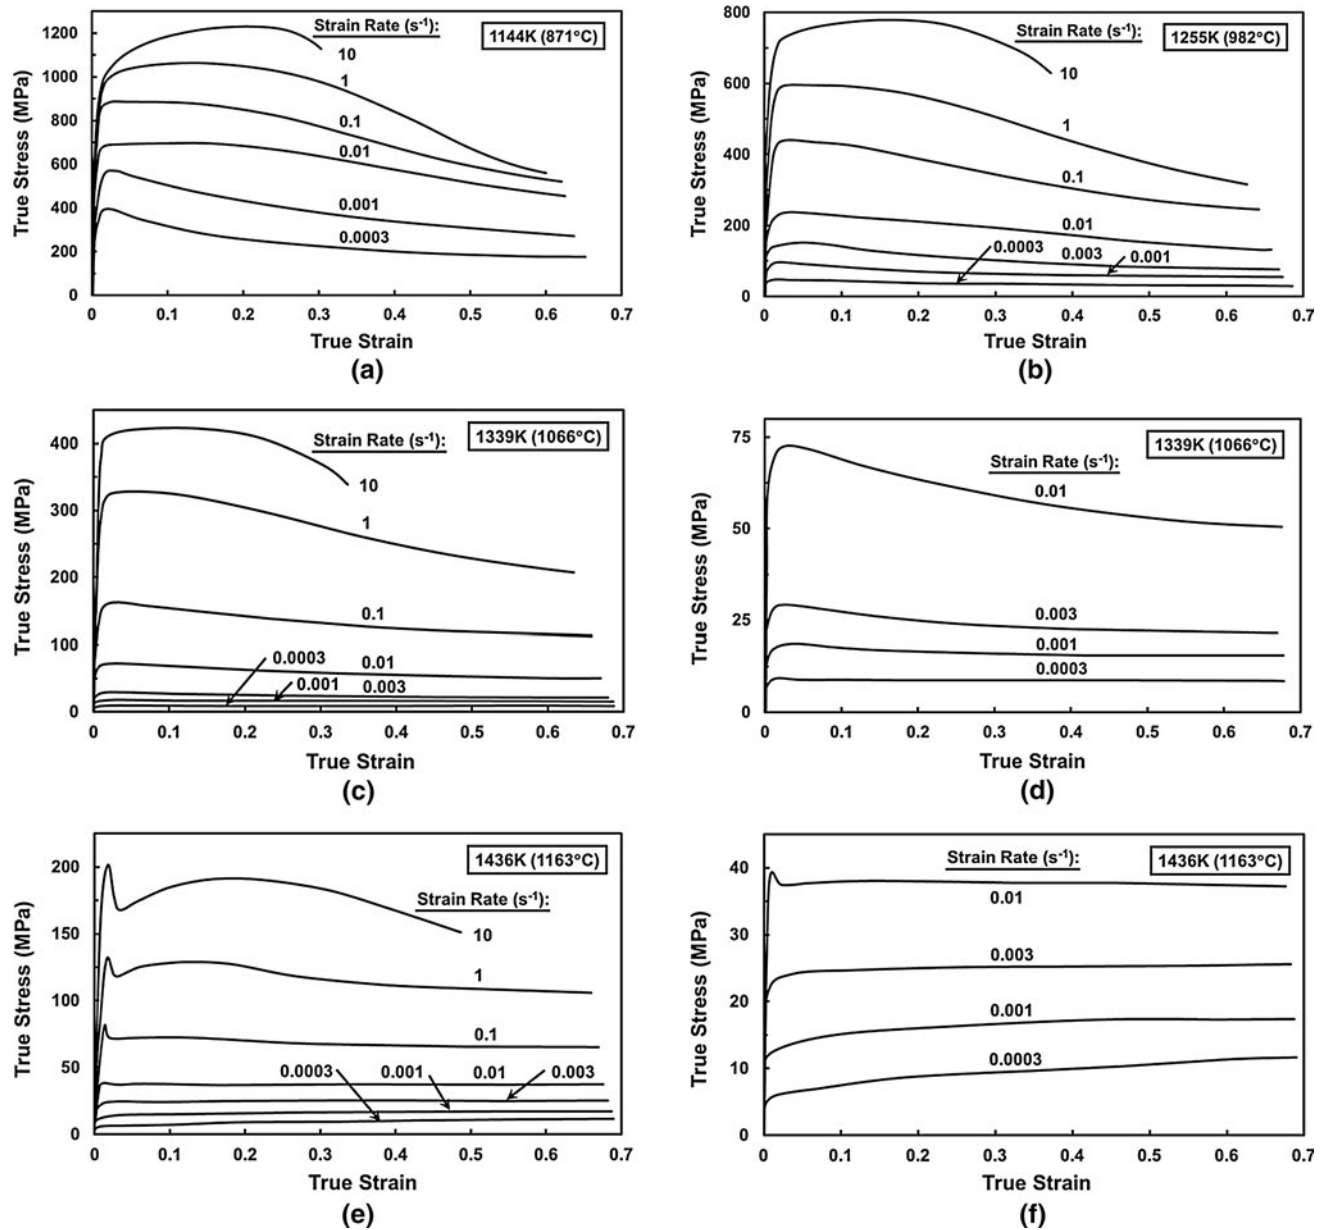 1200
1000
800
600
400
200
0
True Stress (MPa)
Strain Rate (s⁻¹):
1144K (871°C)
10
1
0.1
0.01
0.001
0.0003
0 0.1 0.2 0.3 0.4 0.5 0.6 0.7
True Strain
(a)
800
600
400
200
0
True Stress (MPa)
Strain Rate (s⁻¹):
1255K (982°C)
10
1
0.1
0.01
0.0003
0.003
0.001
0 0.1 0.2 0.3 0.4 0.5 0.6 0.7
True Strain
(b)
400
300
200
100
50
0
True Stress (MPa)
Strain Rate (s⁻¹):
1339K (1066°C)
10
1
0.1
0.01
0.0003
0.001
0.003
0 0.1 0.2 0.3 0.4 0.5 0.6 0.7
True Strain
(c)
75
50
25
0
True Stress (MPa)
1339K (1066°C)
Strain Rate (s⁻¹):
0.01
0.003
0.001
0.0003
0 0.1 0.2 0.3 0.4 0.5 0.6 0.7
True Strain
(d)
200
150
100
50
0
True Stress (MPa)
1436K (1163°C)
Strain Rate (s⁻¹):
10
1
0.1
0.0003
0.001
0.01
0.003
0 0.1 0.2 0.3 0.4 0.5 0.6 0.7
True Strain
(e)
40
30
20
10
0
True Stress (MPa)
Strain Rate (s⁻¹):
1436K (1163°C)
0.01
0.003
0.001
0.0003
0 0.1 0.2 0.3 0.4 0.5 0.6 0.7
True Strain
(f)